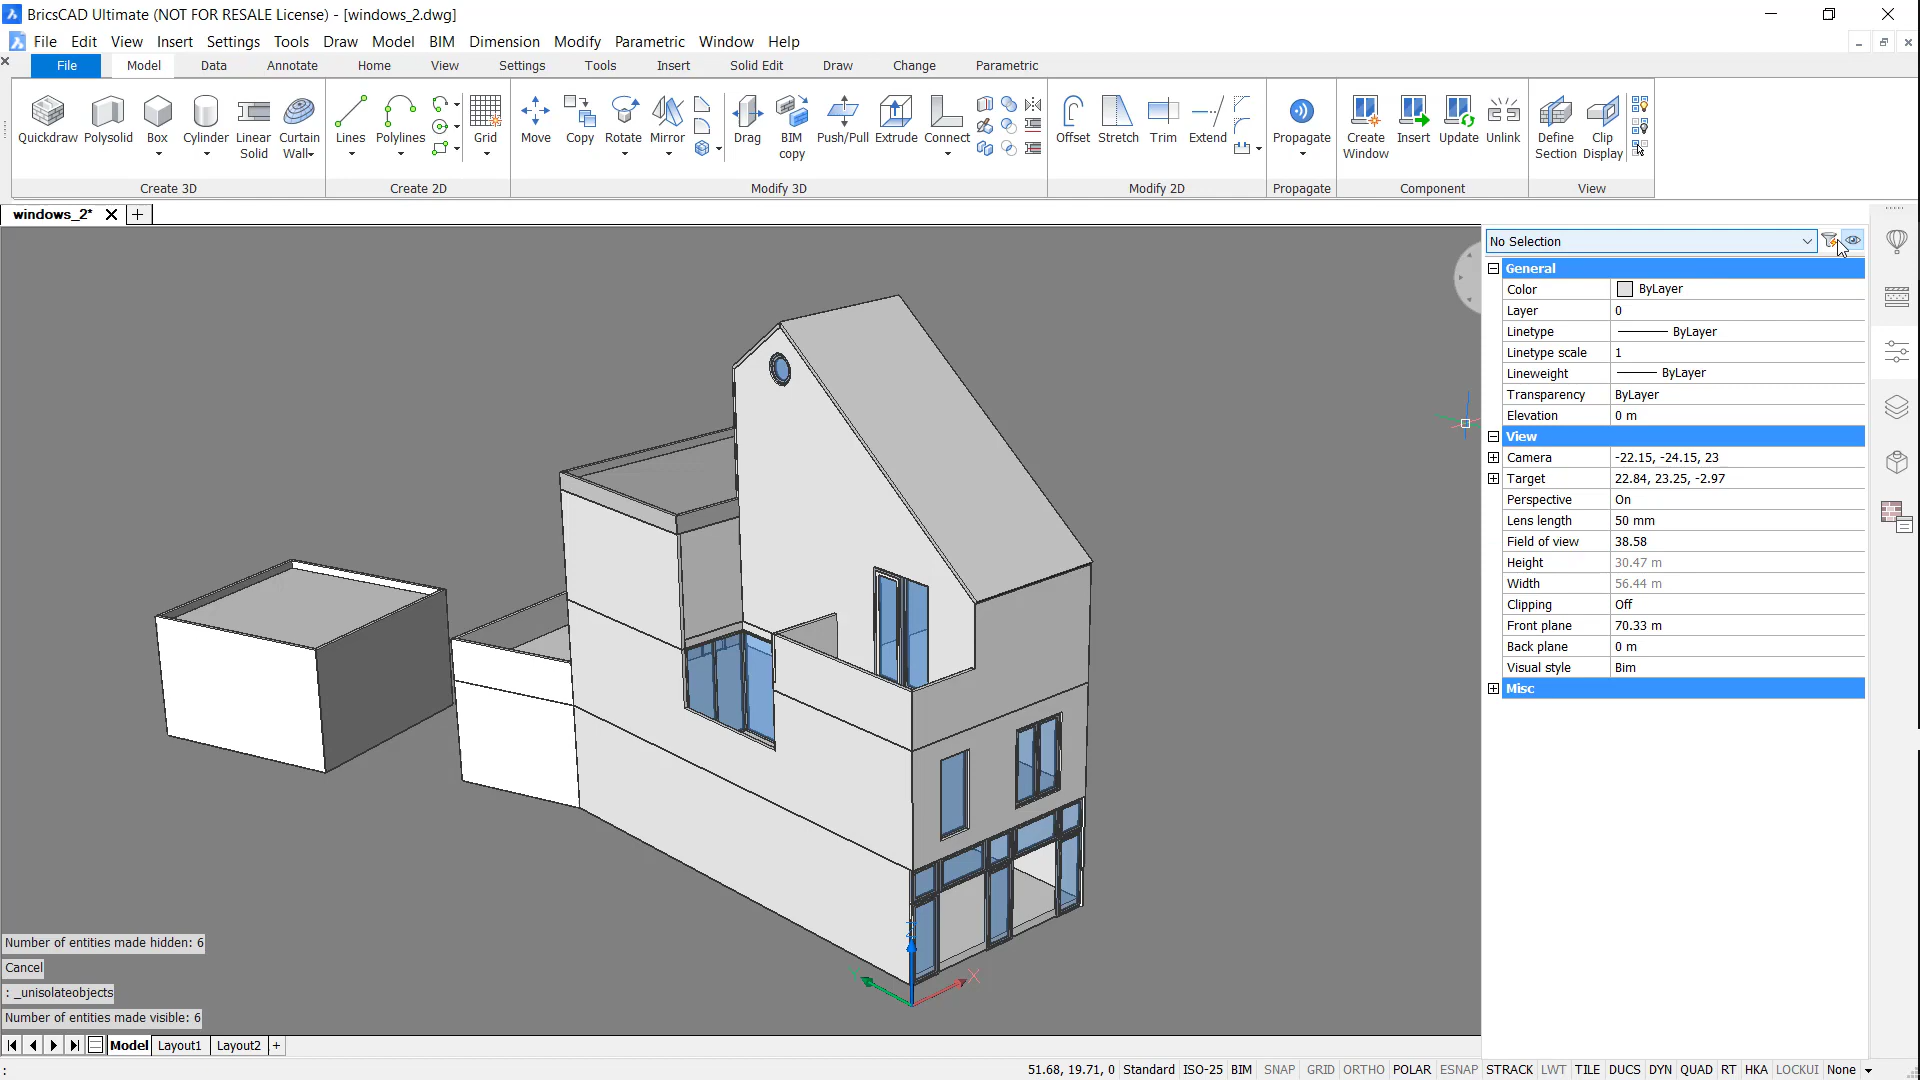 BricsCAD Ultimate (NOT FOR RESALE License) - [windows_2.dwg]
File Edit View Insert Settings Tools Draw Model BIM Dimension Modify Parametric Window Help
File Model Data Annotate Home View Settings Tools Insert Solid Edit Draw Change Parametric
Quickdraw Polysolid Box Cylinder Linear Solid Curtain Wall
Lines Polylines Grid
Move Copy Rotate Mirror Drag BIM copy Push/Pull Extrude Connect
Offset Stretch Trim Extend
Propagate
Create Window Insert Update Unlink
Define Section Clip Display
Create 3D Create 2D Modify 3D Modify 2D Propagate Component View
windows_2*
No Selection
General
Color ByLayer
Layer 0
Linetype ByLayer
Linetype scale 1
Lineweight ByLayer
Transparency ByLayer
Elevation 0 m
View
Camera -22.15, -24.15, 23
Target 22.84, 23.25, -2.97
Perspective On
Lens length 50 mm
Field of view 38.58
Height 30.47 m
Width 56.44 m
Clipping Off
Front plane 70.33 m
Back plane 0 m
Visual style Bim
Misc
X
Number of entities made hidden: 6
Cancel
: _unisolateobjects
Number of entities made visible: 6
Model Layout1 Layout2 +
:
51.68, 19.71, 0 Standard ISO-25 BIM SNAP GRID ORTHO POLAR ESNAP STRACK LWT TILE DUCS DYN QUAD RT HKA LOCKUI None